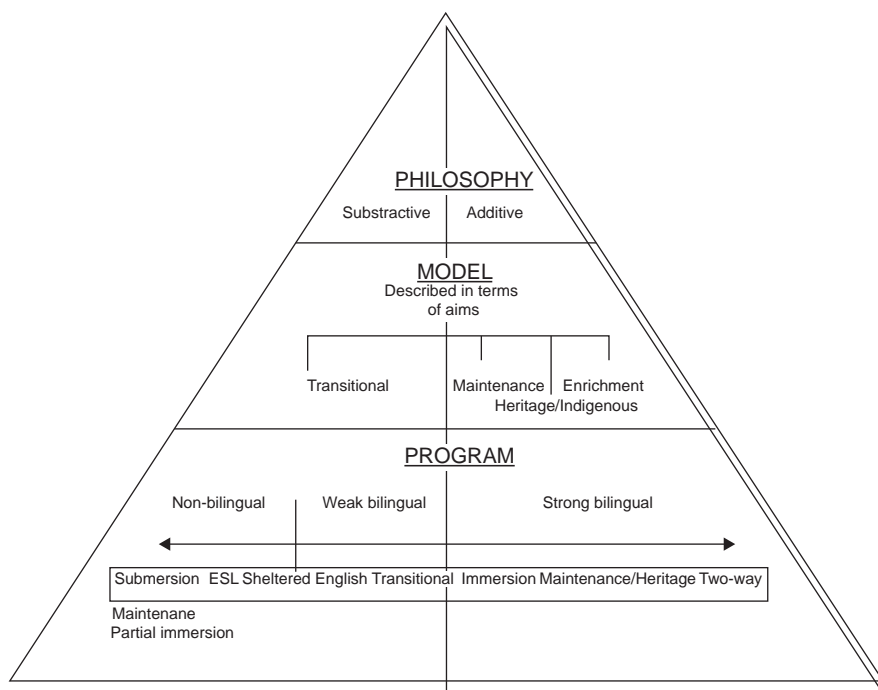 PHILOSOPHY
Substractive Additive
MODEL
Described in terms
of aims
Transitional Maintenance Enrichment
Heritage/Indigenous
PROGRAM
Non-bilingual Weak bilingual Strong bilingual
Submersion ESL Sheltered English Transitional Immersion Maintenance/Heritage Two-way
Maintenane
Partial immersion